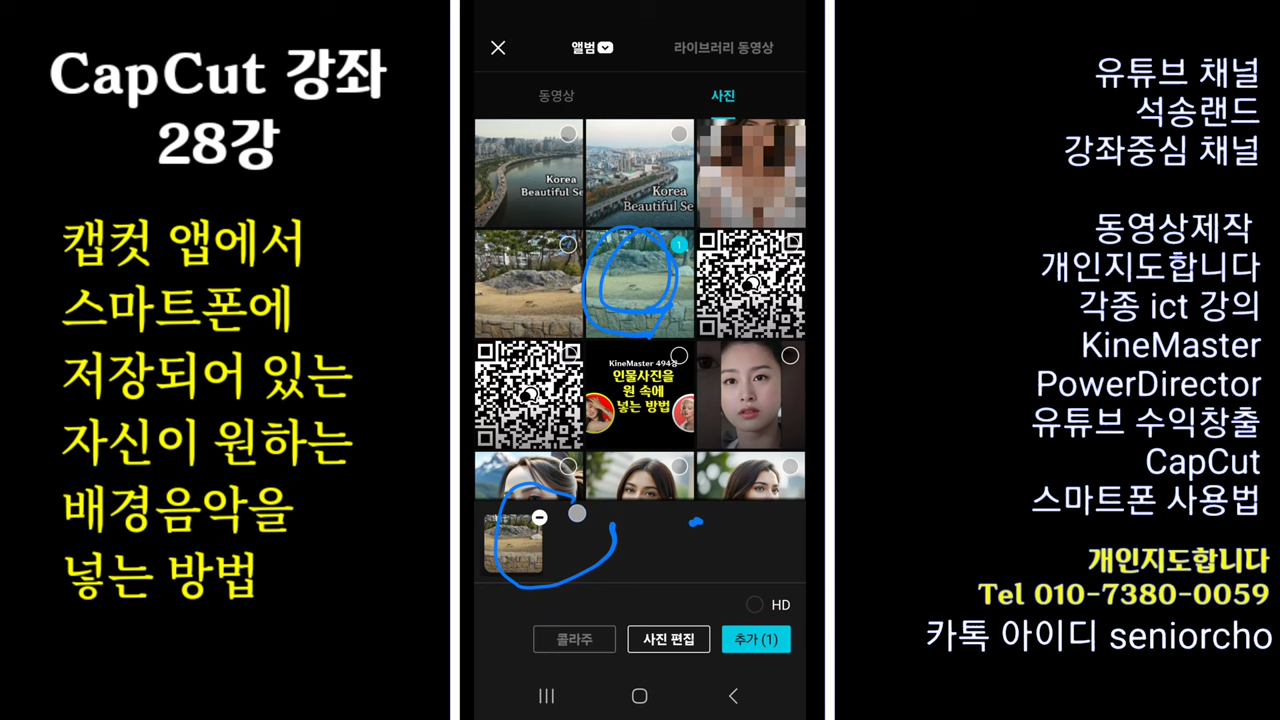 CapCut 강좌
28강
캡컷 앱에서
스마트폰에
저장되어 있는
자신이 원하는
배경음악을
넣는 방법
앨범
라이브러리 동영상
동영상
사진
Korea
Beautiful Se
Korea
Beautiful Se
1
KineMaster 494강
인물사진을
원 속에
넣는 방법
HD
콜라주
사진 편집
추가 (1)
유튜브 채널
석송랜드
강좌중심 채널
동영상제작
개인지도합니다
각종 ict 강의
KineMaster
PowerDirector
유튜브 수익창출
CapCut
스마트폰 사용법
개인지도합니다
Tel 010-7380-0059
카톡 아이디 seniorcho